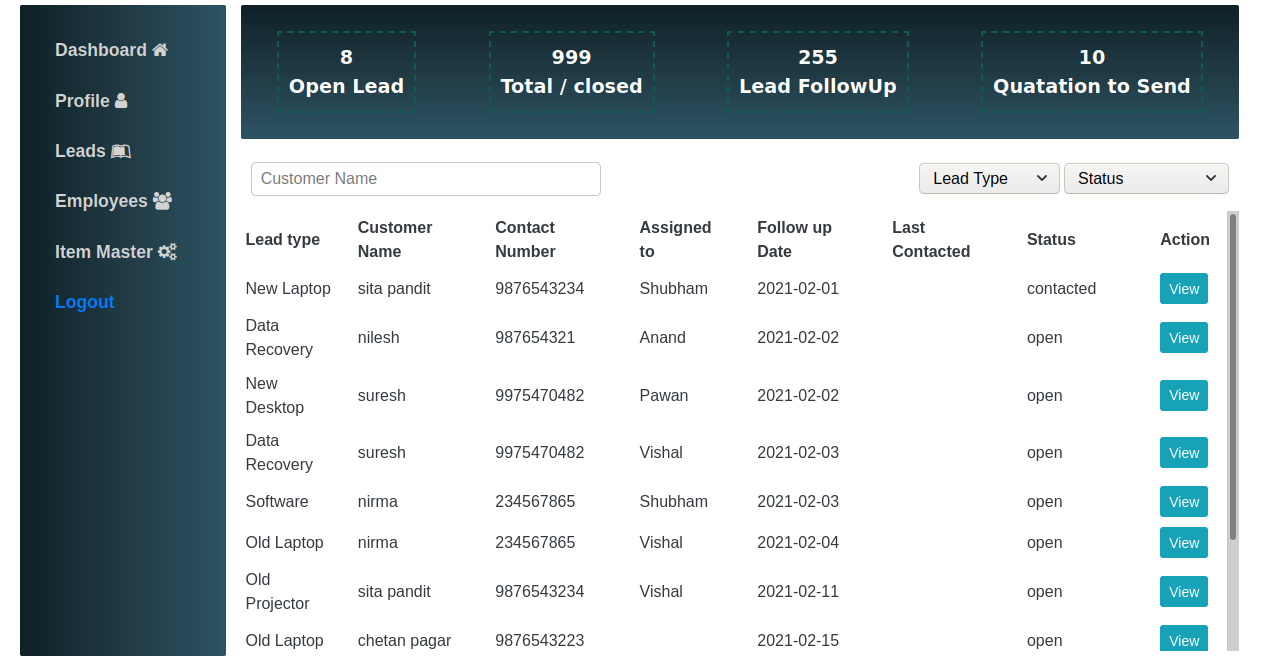 Dashboard
Profile
Leads
Employees
Item Master
Logout
8
Open Lead
999
Total / closed
255
Lead FollowUp
10
Quatation to Send
Customer Name
Lead Type
Status
Lead type Customer Name Contact Number Assigned to Follow up Date Last Contacted Status Action
New Laptop sita pandit 9876543234 Shubham 2021-02-01 contacted View
Data Recovery nilesh 987654321 Anand 2021-02-02 open View
New Desktop suresh 9975470482 Pawan 2021-02-02 open View
Data Recovery suresh 9975470482 Vishal 2021-02-03 open View
Software nirma 234567865 Shubham 2021-02-03 open View
Old Laptop nirma 234567865 Vishal 2021-02-04 open View
Old Projector sita pandit 9876543234 Vishal 2021-02-11 open View
Old Laptop chetan pagar 9876543223 2021-02-15 open View